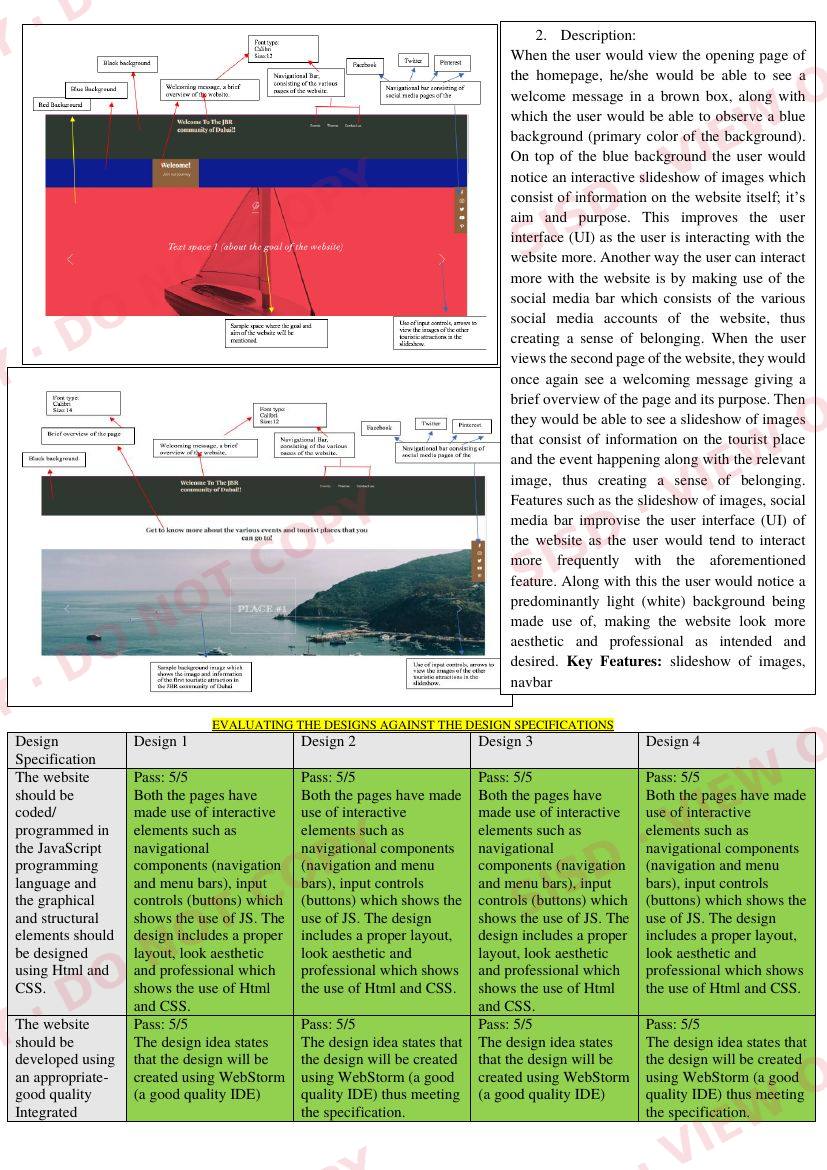 Font type:
Calibri
Size:12
Black background
Facebook
Twitter
Pinterest
Blue Background
Welcoming message, a brief
overview of the website.
Navigational Bar,
consisting of the various
pages of the website.
Navigational bar consisting of
social media pages of the
Red Background
Welcome To The JBR
community of Dubai!!
Events Theme Contact us
Welcome!
Join our journey
Text space 1 (about the goal of the website)
Sample space where the goal and
aim of the website will be
mentioned
Use of input controls, arrows to
view the images of the other
touristic attractions in the
slideshow.
2. Description:
When the user would view the opening page of
the homepage, he/she would be able to see a
welcome message in a brown box, along with
which the user would be able to observe a blue
background (primary color of the background).
On top of the blue background the user would
notice an interactive slideshow of images which
consist of information on the website itself; it’s
aim and purpose. This improves the user
interface (UI) as the user is interacting with the
website more. Another way the user can interact
more with the website is by making use of the
social media bar which consists of the various
social media accounts of the website, thus
creating a sense of belonging. When the user
views the second page of the website, they would
once again see a welcoming message giving a
brief overview of the page and its purpose. Then
they would be able to see a slideshow of images
that consist of information on the tourist place
and the event happening along with the relevant
image, thus creating a sense of belonging.
Features such as the slideshow of images, social
media bar improvise the user interface (UI) of
the website as the user would tend to interact
more frequently with the aforementioned
feature. Along with this the user would notice a
predominantly light (white) background being
made use of, making the website look more
aesthetic and professional as intended and
desired. Key Features: slideshow of images,
navbar
Font type:
Calibri
Size:14
Font type:
Calibri
Size:12
Brief overview of the page
Facebook
Twitter
Pinterest
Welcoming message, a brief
overview of the website.
Navigational Bar,
consisting of the various
pages of the website.
Navigational bar consisting of
social media pages of the
Black background
Welcome To The JBR
community of Dubai!!
Events Theme Contact us
Get to know more about the various events and tourist places that you
can go to!
PLACE #1
Sample background image which
shows the image and information
of the first touristic attraction in
the JBR community of Dubai
Use of input controls, arrows to
view the images of the other
touristic attractions in the
slideshow.
EVALUATING THE DESIGNS AGAINST THE DESIGN SPECIFICATIONS
Design
Specification
Design 1
Design 2
Design 3
Design 4
The website
should be
coded/
programmed in
the JavaScript
programming
language and
the graphical
and structural
elements should
be designed
using Html and
CSS.
Pass: 5/5
Both the pages have
made use of interactive
elements such as
navigational
components (navigation
and menu bars), input
controls (buttons) which
shows the use of JS. The
design includes a proper
layout, look aesthetic
and professional which
shows the use of Html
and CSS.
Pass: 5/5
Both the pages have made
use of interactive
elements such as
navigational components
(navigation and menu
bars), input controls
(buttons) which shows the
use of JS. The design
includes a proper layout,
look aesthetic and
professional which shows
the use of Html and CSS.
Pass: 5/5
Both the pages have
made use of interactive
elements such as
navigational
components (navigation
and menu bars), input
controls (buttons) which
shows the use of JS. The
design includes a proper
layout, look aesthetic
and professional which
shows the use of Html
and CSS.
Pass: 5/5
Both the pages have made
use of interactive
elements such as
navigational components
(navigation and menu
bars), input controls
(buttons) which shows the
use of JS. The design
includes a proper layout,
look aesthetic and
professional which shows
the use of Html and CSS.
The website
should be
developed using
an appropriate-
good quality
Integrated
Pass: 5/5
The design idea states
that the design will be
created using WebStorm
(a good quality IDE)
Pass: 5/5
The design idea states that
the design will be created
using WebStorm (a good
quality IDE) thus meeting
the specification.
Pass: 5/5
The design idea states
that the design will be
created using WebStorm
(a good quality IDE)
Pass: 5/5
The design idea states that
the design will be created
using WebStorm (a good
quality IDE) thus meeting
the specification.
SISD - VIEW ONLY - DO NOT COPY